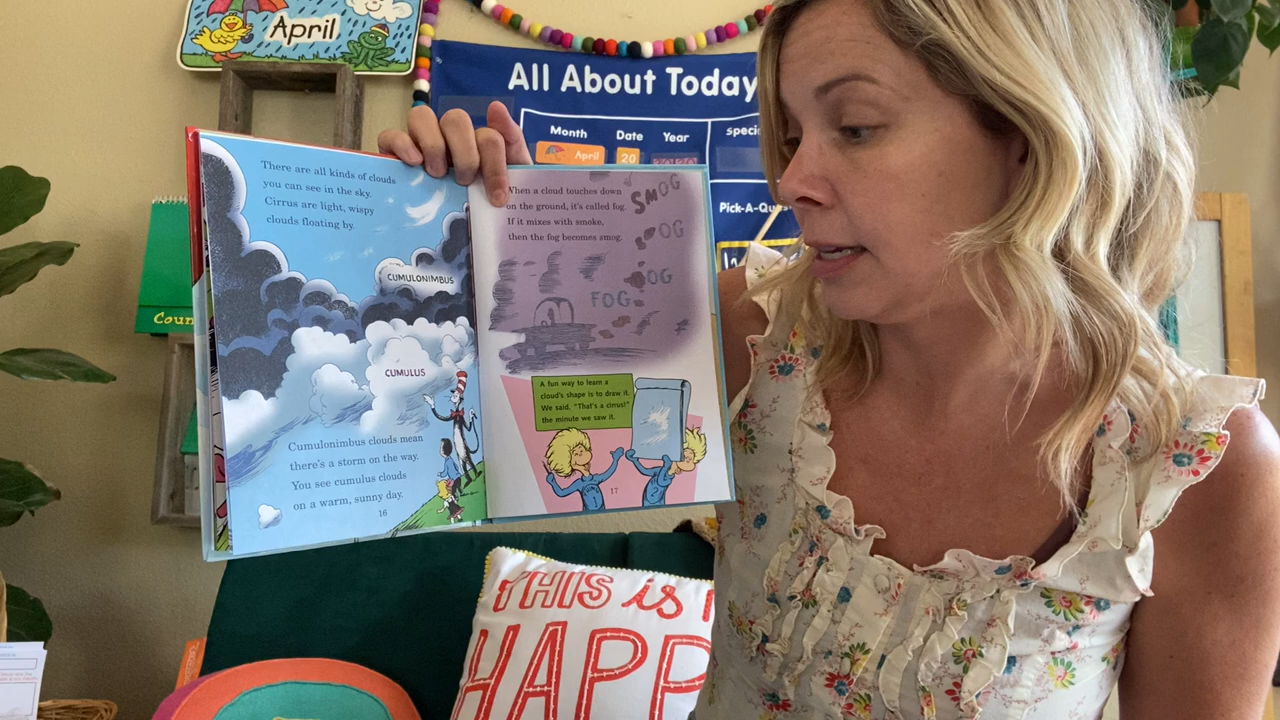 April
All About Today
Month
Date
Year
April
20
2020
Pick-A-
There are all kinds of clouds
you can see in the sky.
Cirrus are light, wispy
clouds floating by.
CUMULONIMBUS
CUMULUS
Cumulonimbus clouds mean
there's a storm on the way.
You see cumulus clouds
on a warm, sunny day.
16
When a cloud touches down
on the ground, it's called fog.
If it mixes with smoke,
then the fog becomes smog.
SMOG
OG
OG
FOG
A fun way to learn a
cloud's shape is to draw it.
We said, "That's a cirrus!"
the minute we saw it.
17
Coun
THIS is
HAPP